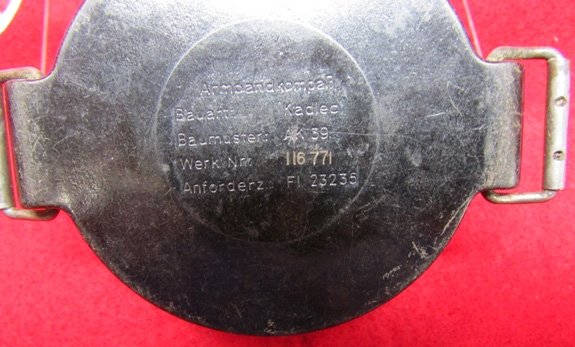 Armbandkompaß
Bauart: Kadlec
Baumuster: AK 39
Werk Nr.: 116 771
Anforderz.: Fl 23235